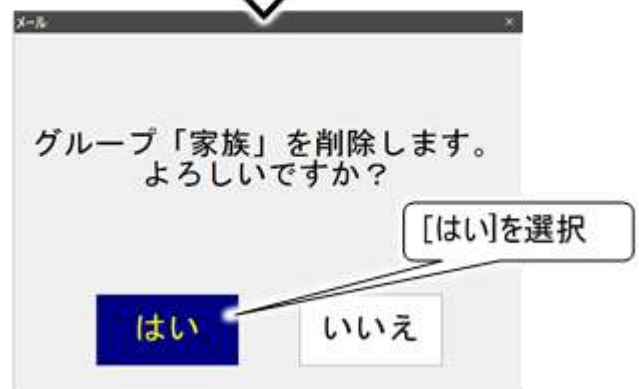 メール ×
グループ「家族」を削除します。
よろしいですか？
[はい]を選択
はい いいえ